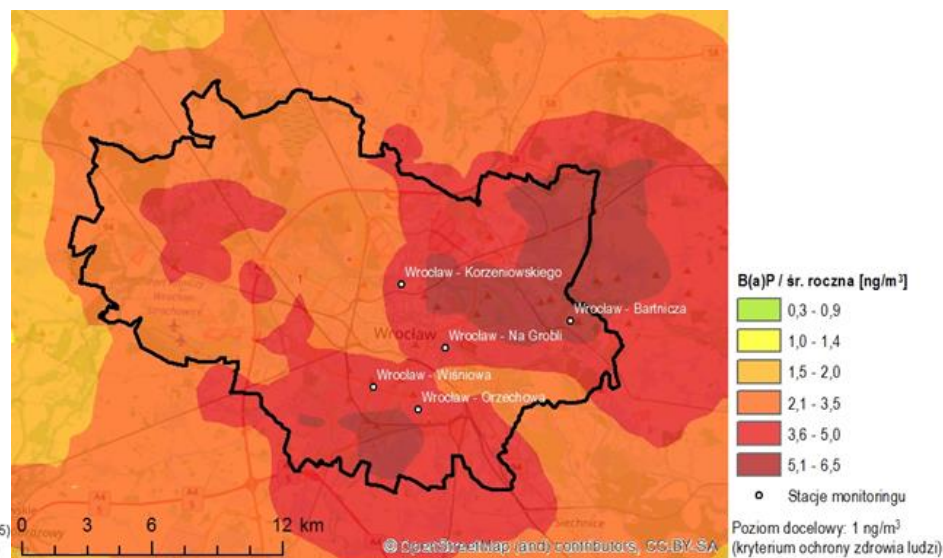 Wrocław - Korzeniowskiego
Wrocław - Bartnicza
Wrocław
Wrocław - Na Grobli
Wrocław - Wiśniowa
Wrocław - Orzechowa
5)
0 3 6 12 km
© OpenStreetMap (and) contributors, CC-BY-SA
B(a)P / śr. roczna [ng/m³]
0,3 - 0,9
1,0 - 1,4
1,5 - 2,0
2,1 - 3,5
3,6 - 5,0
5,1 - 6,5
Stacje monitoringu
Poziom docelowy: 1 ng/m³
(kryterium ochrony zdrowia ludzi)